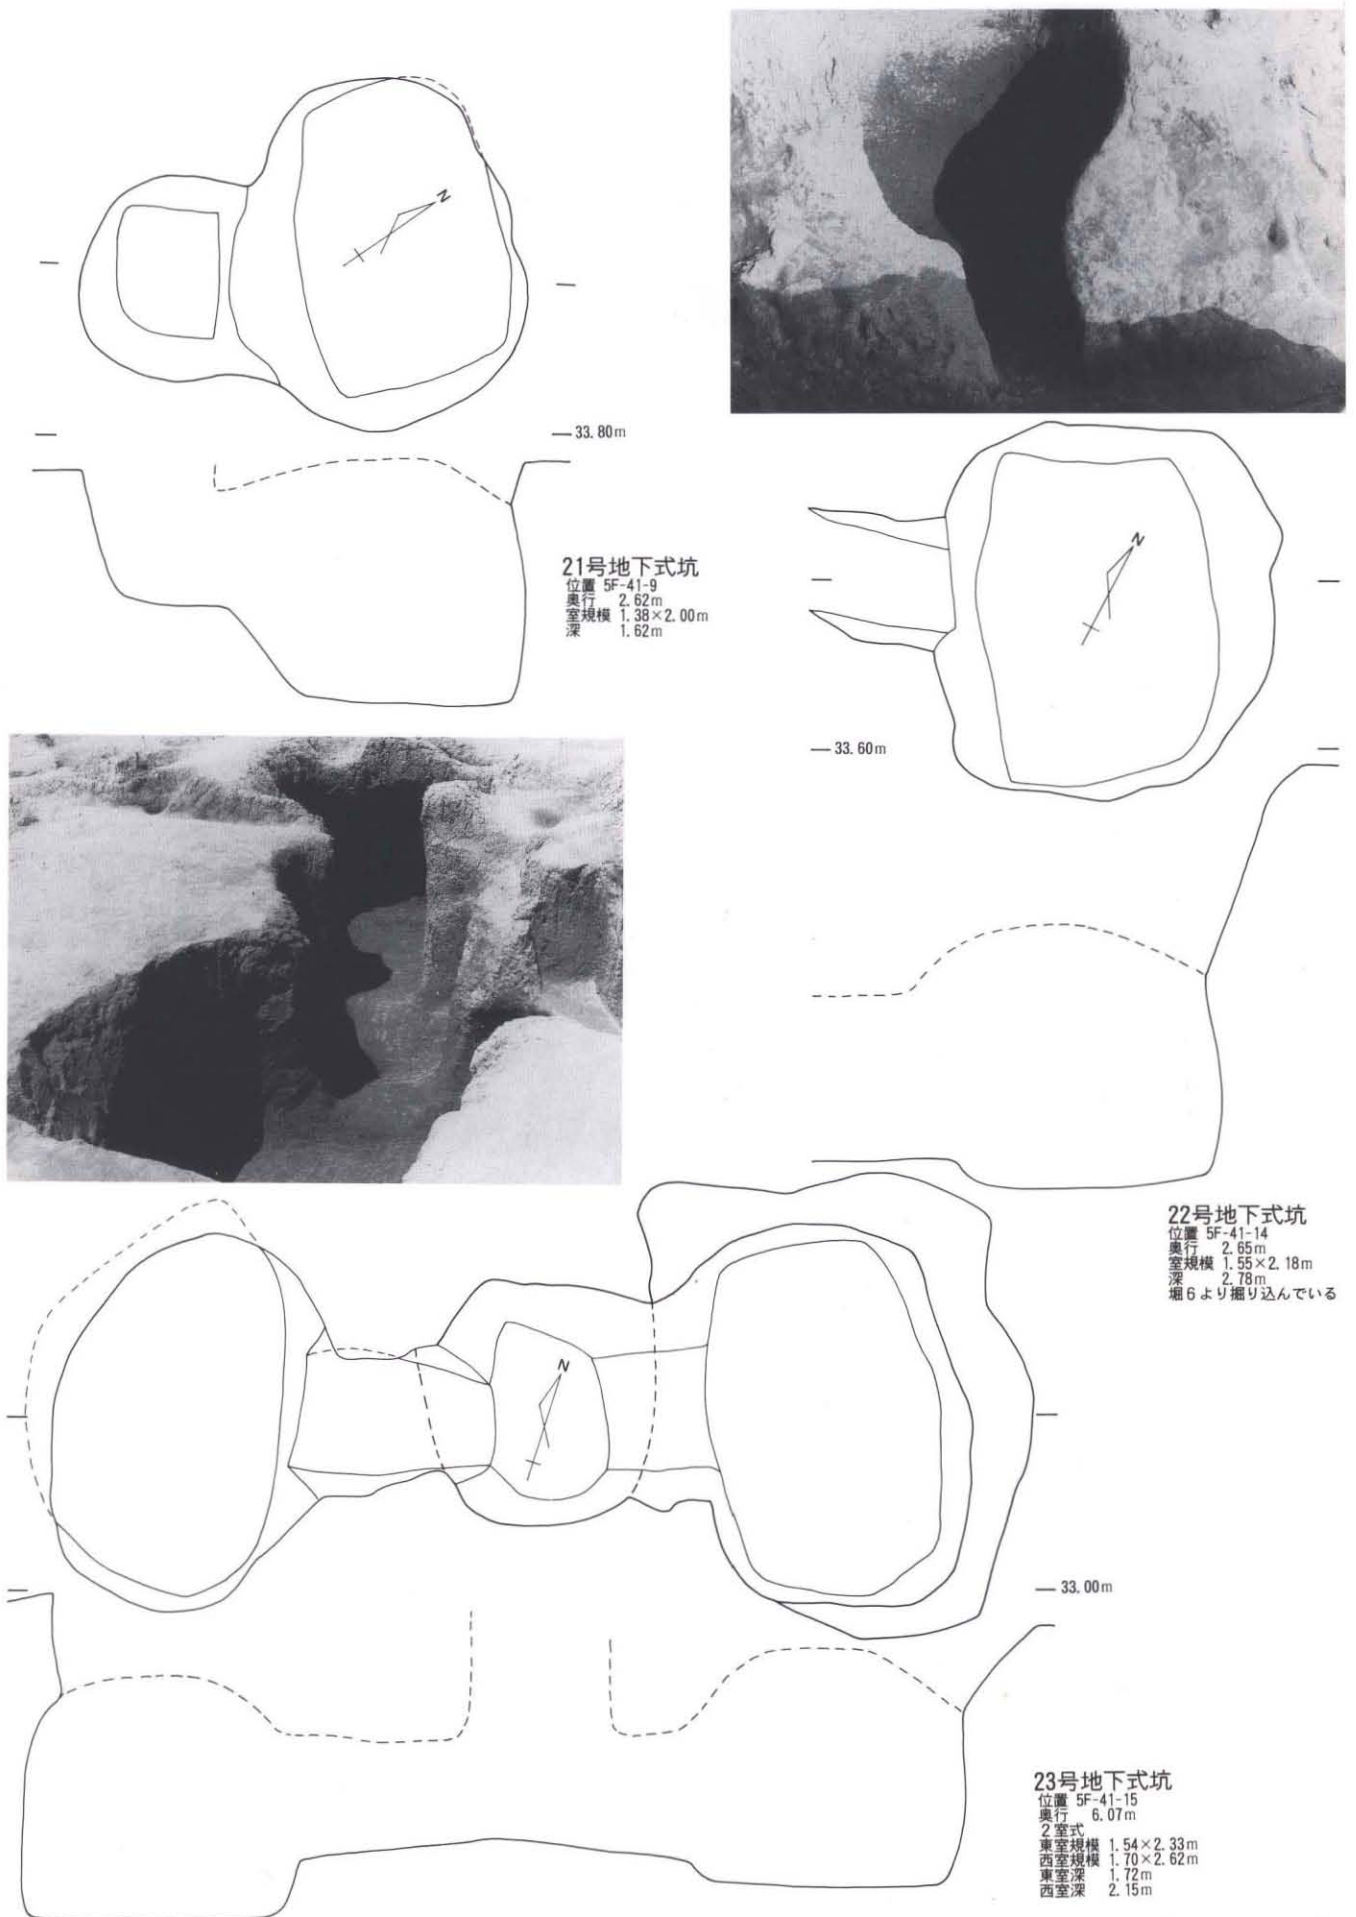 N
33.80m
21号地下式坑
位置 5F-41-9
奥行 2.62m
室規模 1.38×2.00m
深 1.62m
N
33.60m
22号地下式坑
位置 5F-41-14
奥行 2.65m
室規模 1.55×2.18m
深 2.78m
堀6より掘り込んでいる
N
33.00m
23号地下式坑
位置 5F-41-15
奥行 6.07m
2室式
東室規模 1.54×2.33m
西室規模 1.70×2.62m
東室深 1.72m
西室深 2.15m